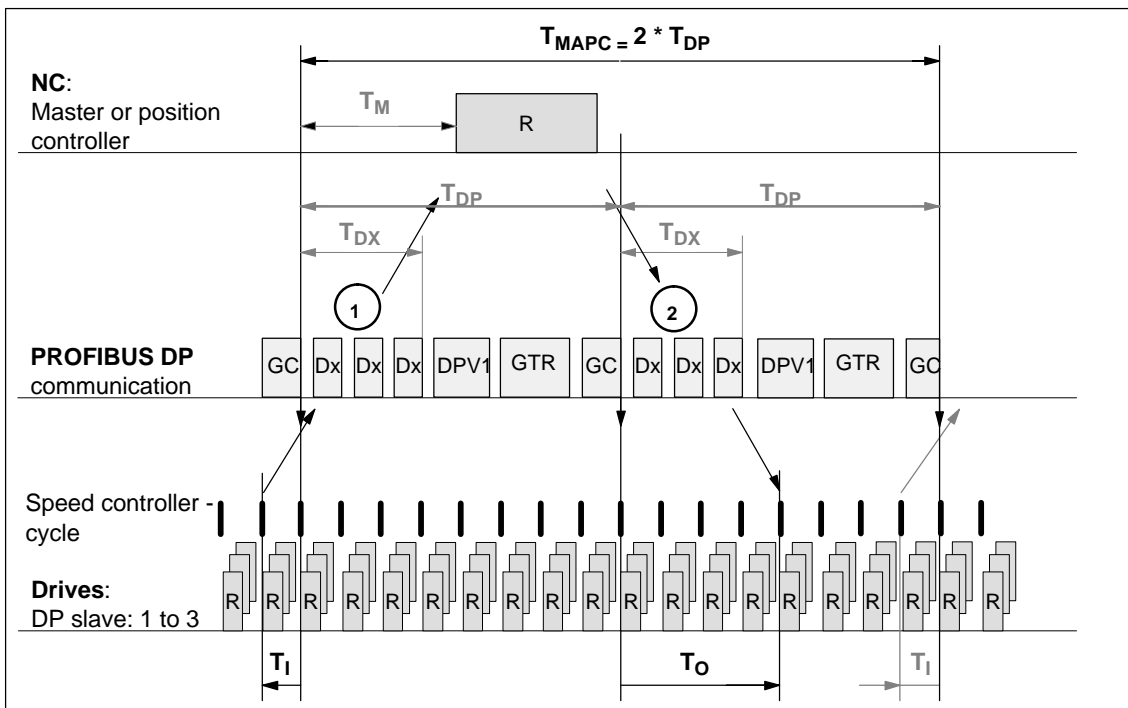 T_MAPC = 2 * T_DP
NC:
Master or position
controller
T_M
R
T_DP T_DP
T_DX T_DX
1 2
PROFIBUS DP
communication
GC Dx Dx Dx DPV1 GTR GC Dx Dx Dx DPV1 GTR GC
Speed controller -
cycle
Drives:
DP slave: 1 to 3
R R R R R R R R R R R R R R R R R R R R
T_I T_O T_I